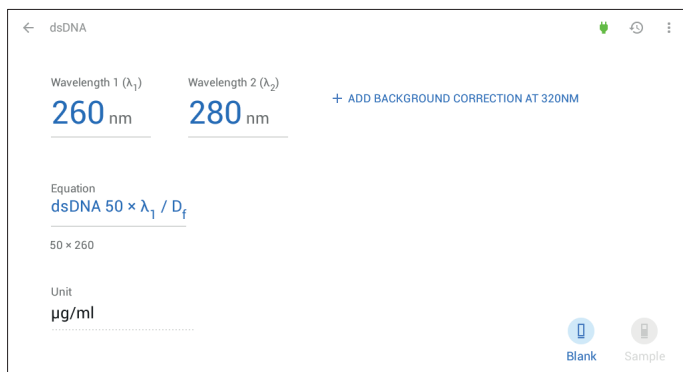 dsDNA
Wavelength 1 (λ1) Wavelength 2 (λ2)
260 nm 280 nm + ADD BACKGROUND CORRECTION AT 320NM
Equation
dsDNA 50 × λ1 / Df
50 × 260
Unit
µg/ml
Blank Sample